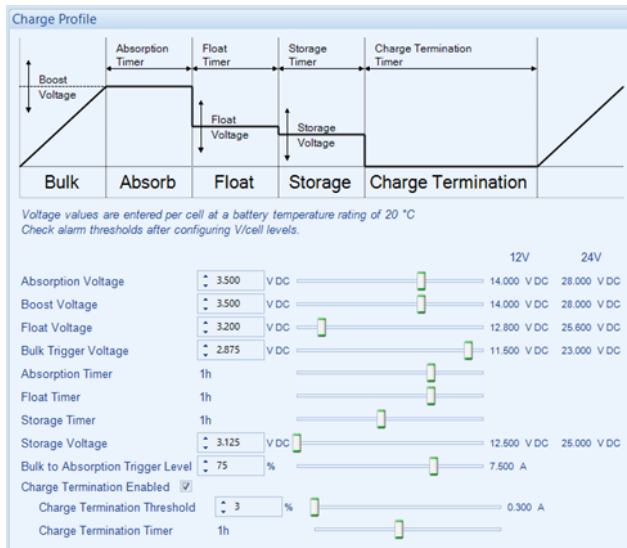 Charge Profile
Absorption Timer
Float Timer
Storage Timer
Charge Termination Timer
Boost Voltage
Float Voltage
Storage Voltage
Bulk Absorb Float Storage Charge Termination
Voltage values are entered per cell at a battery temperature rating of 20 °C
Check alarm thresholds after configuring V/cell levels.
12V 24V
Absorption Voltage 3.500 V DC 14.000 V DC 28.000 V DC
Boost Voltage 3.500 V DC 14.000 V DC 28.000 V DC
Float Voltage 3.200 V DC 12.800 V DC 25.600 V DC
Bulk Trigger Voltage 2.875 V DC 11.500 V DC 23.000 V DC
Absorption Timer 1h
Float Timer 1h
Storage Timer 1h
Storage Voltage 3.125 V DC 12.500 V DC 25.000 V DC
Bulk to Absorption Trigger Level 75 % 7.500 A
Charge Termination Enabled
Charge Termination Threshold 3 % 0.300 A
Charge Termination Timer 1h